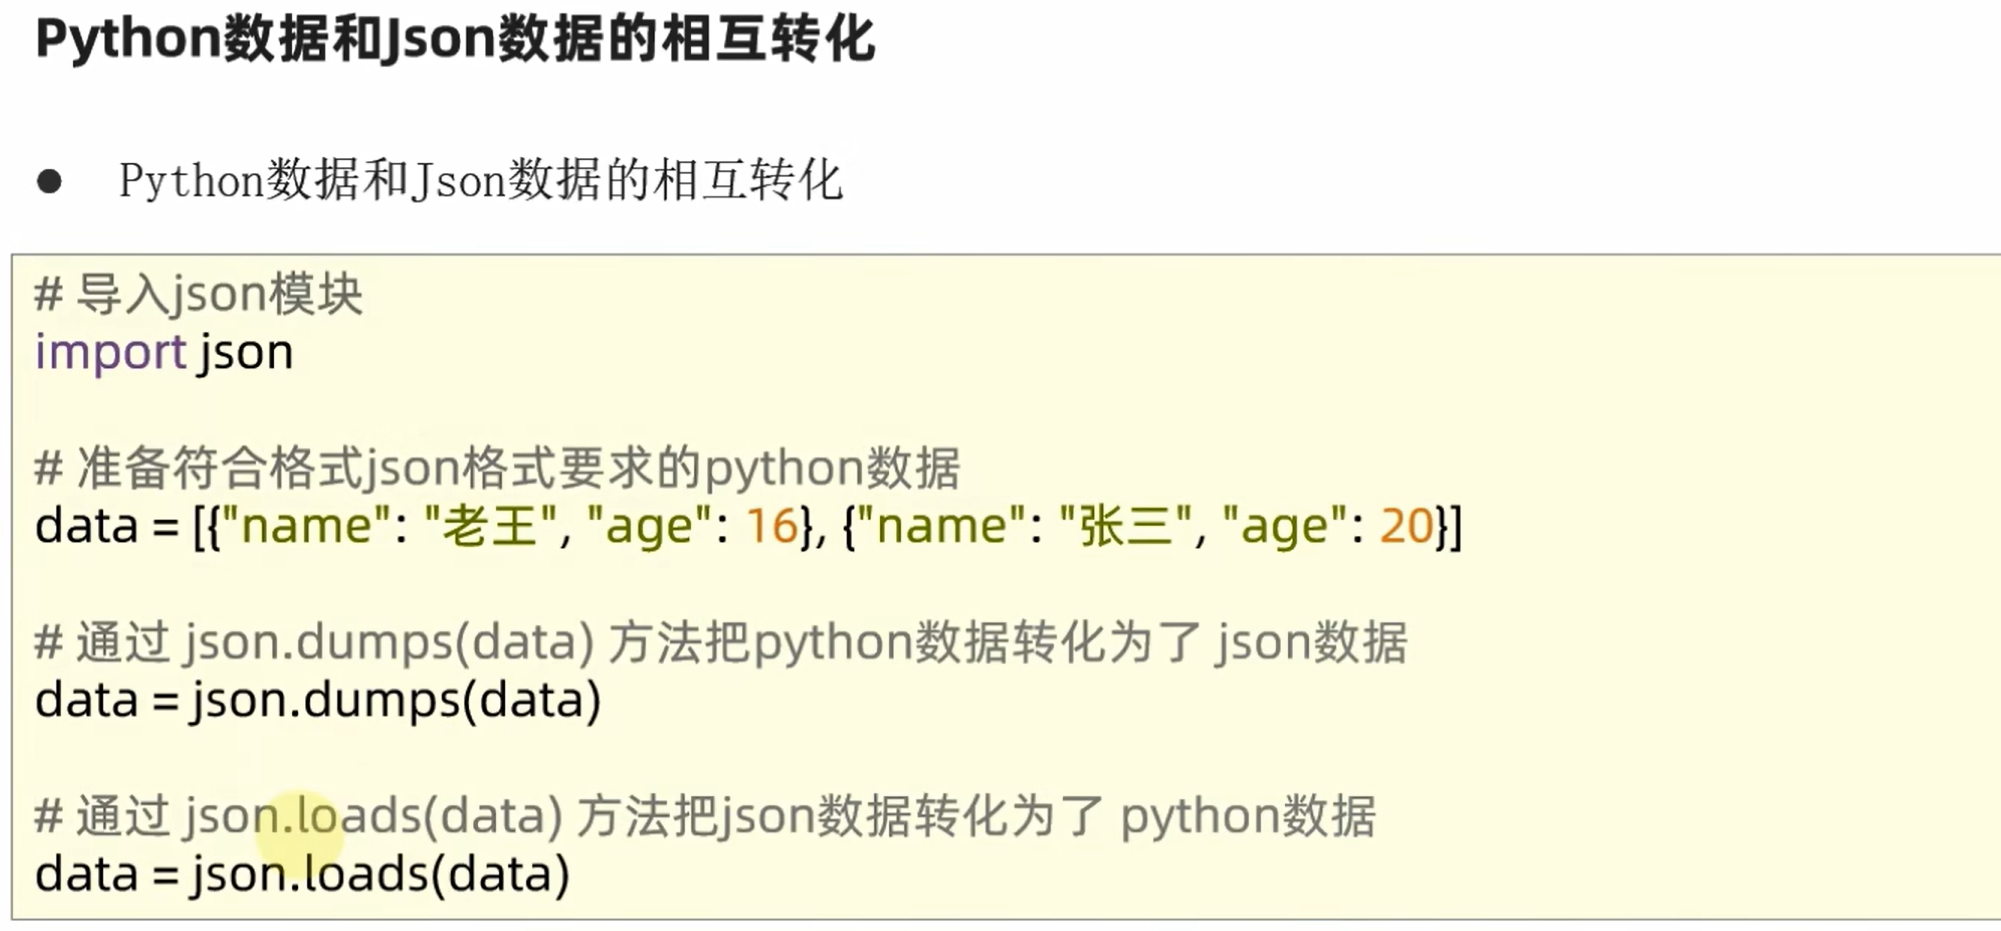 Python数据和Json数据的相互转化
● Python数据和Json数据的相互转化
# 导入json模块
import json
# 准备符合格式json格式要求的python数据
data = [{"name": "老王", "age": 16}, {"name": "张三", "age": 20}]
# 通过 json.dumps(data) 方法把python数据转化为了 json数据
data = json.dumps(data)
# 通过 json.loads(data) 方法把json数据转化为了 python数据
data = json.loads(data)